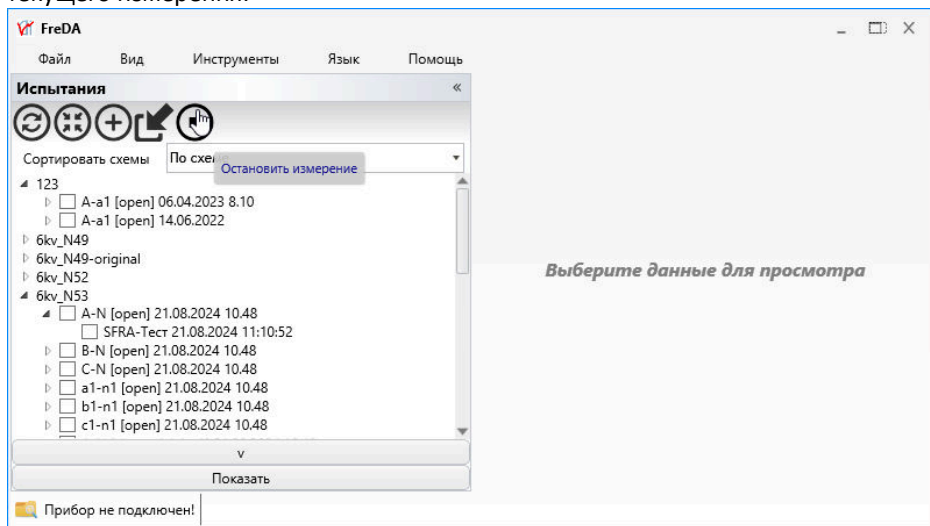 FreDA
Файл Вид Инструменты Язык Помощь
Испытания «
Сортировать схемы По схе
Остановить измерение
123
A-a1 [open] 06.04.2023 8.10
A-a1 [open] 14.06.2022
6kv_N49
6kv_N49-original
6kv_N52
6kv_N53
A-N [open] 21.08.2024 10.48
SFRA-Тест 21.08.2024 11:10:52
B-N [open] 21.08.2024 10.48
C-N [open] 21.08.2024 10.48
a1-n1 [open] 21.08.2024 10.48
b1-n1 [open] 21.08.2024 10.48
c1-n1 [open] 21.08.2024 10.48
v
Показать
Выберите данные для просмотра
Прибор не подключен!